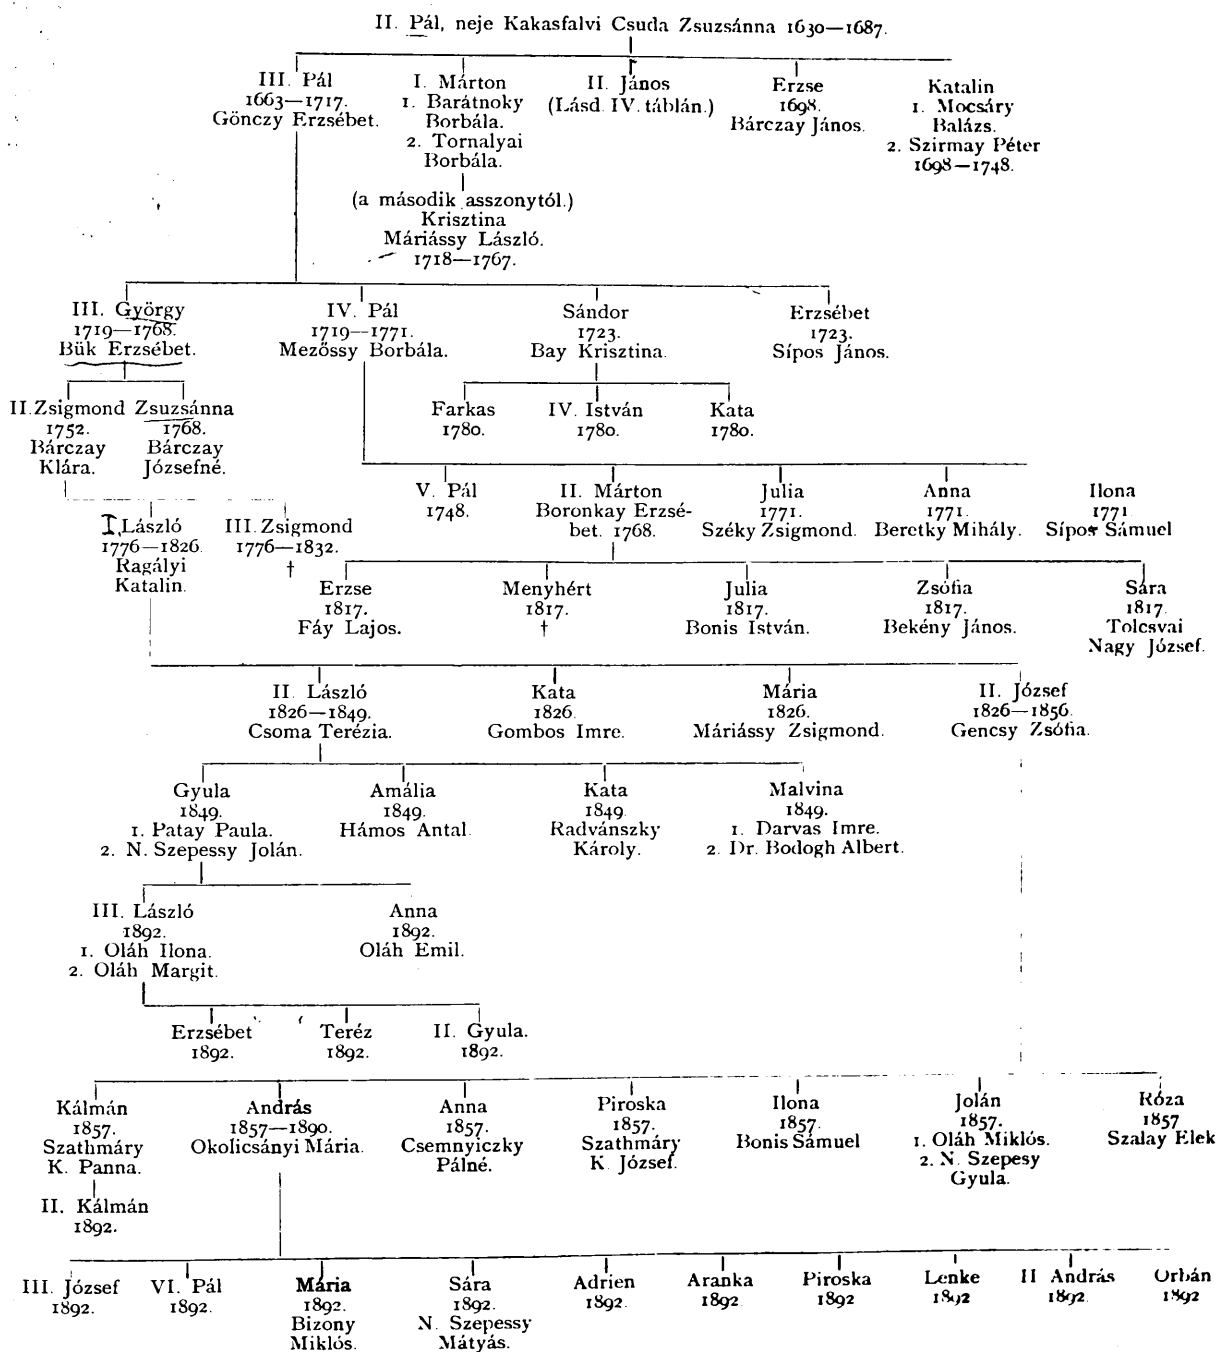 II. Pál, neje Kakasfalvi Csuda Zsuzsánna 1630—1687.
III. Pál
1663—1717.
Gönczy Erzsébet.
I. Márton
1. Barátnoky
Borbála.
2. Tornalyai
Borbála.
II. János
(Lásd. IV. táblán.)
Erzse
1698.
Bárczay János.
Katalin
1. Mocsáry
Balázs.
2. Szirmay Péter
1698—1748.
(a második asszonytól.)
Krisztina
Máriássy László.
1718—1767.
III. György
1719—1768.
Bük Erzsébet.
IV. Pál
1719—1771.
Mezőssy Borbála.
Sándor
1723.
Bay Krisztina.
Erzsébet
1723.
Sípos János.
II. Zsigmond
1752.
Bárczay
Klára.
Zsuzsánna
1768.
Bárczay
Józsefné.
Farkas
1780.
IV. István
1780.
Kata
1780.
V. Pál
1748.
II. Márton
Boronkay Erzsé-
bet. 1768.
Julia
1771.
Széky Zsigmond.
Anna
1771.
Beretky Mihály.
Ilona
1771
Sípos Sámuel
I. László
1776—1826.
Ragályi
Katalin.
III. Zsigmond
1776—1832.
†
Erzse
1817.
Fáy Lajos.
Menyhért
1817.
†
Julia
1817.
Bonis István.
Zsófia
1817.
Bekény János.
Sára
1817.
Tolcsvai
Nagy József.
II. László
1826—1849.
Csoma Terézia.
Kata
1826.
Gombos Imre.
Mária
1826.
Máriássy Zsigmond.
II. József
1826—1856.
Gencsy Zsófia.
Gyula
1849.
1. Patay Paula.
2. N. Szepessy Jolán.
Amália
1849.
Hámos Antal.
Kata
1849.
Radvánszky
Károly.
Malvina
1849.
1. Darvas Imre.
2. Dr. Bodogh Albert.
III. László
1892.
1. Oláh Ilona.
2. Oláh Margit.
Anna
1892.
Oláh Emil.
Erzsébet
1892.
Teréz
1892.
II. Gyula.
1892.
Kálmán
1857.
Szathmáry
K. Panna.
András
1857—1890.
Okolicsányi Mária.
Anna
1857.
Csemnyiczky
Pálné.
Piroska
1857.
Szathmáry
K. József.
Ilona
1857.
Bonis Sámuel
Jolán
1857.
1. Oláh Miklós.
2. N. Szepesy
Gyula.
Róza
1857
Szalay Elek
II. Kálmán
1892.
III. József
1892.
VI. Pál
1892.
Mária
1892.
Bizony
Miklós.
Sára
1892.
N. Szepessy
Mátyás.
Adrien
1892.
Aranka
1892.
Piroska
1892
Lenke
1892
II András
1892.
Orbán
1892